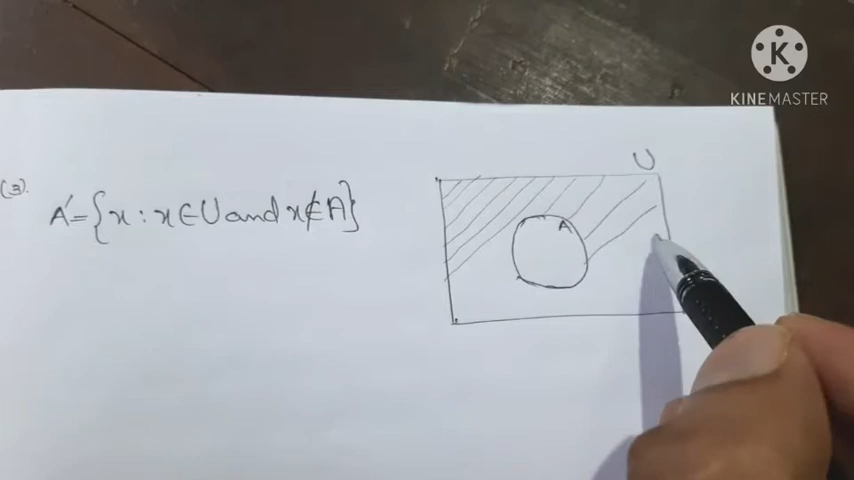 (3).
A'={x : x∈U and x∉A}
U
A
K
KINEMASTER